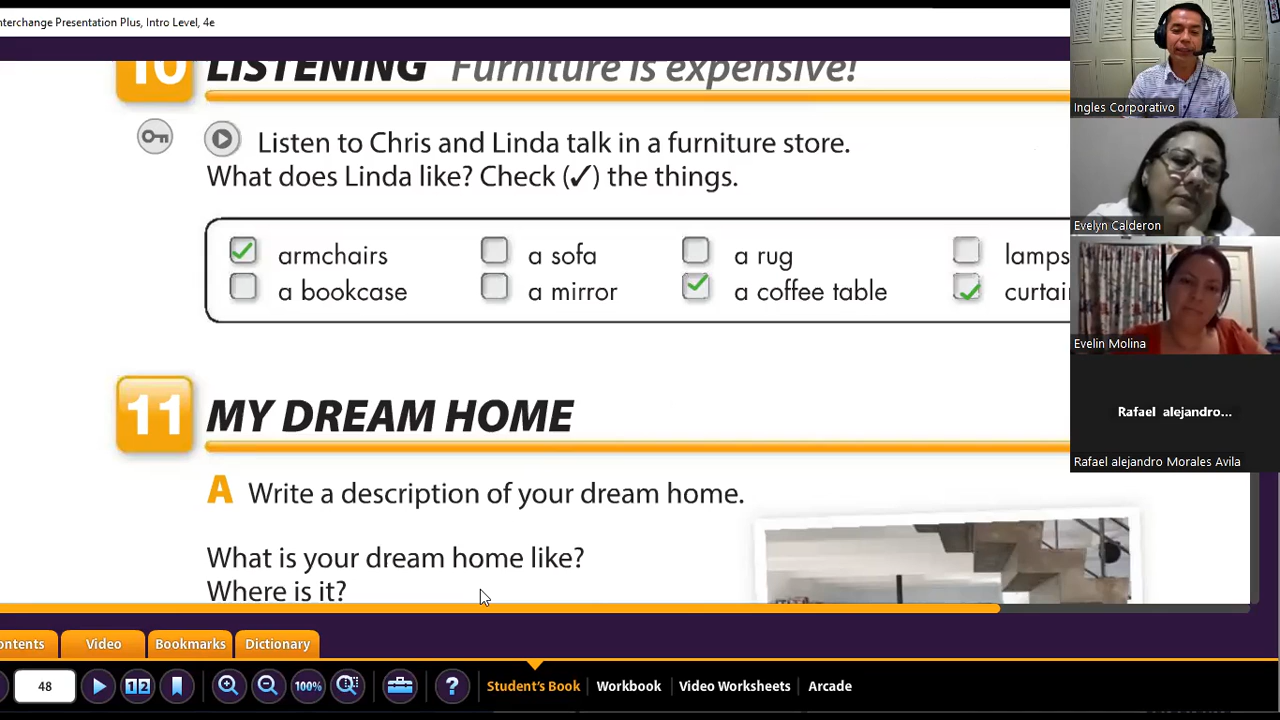 nterchange Presentation Plus, Intro Level, 4e
10 LISTENING Furniture is expensive!
Listen to Chris and Linda talk in a furniture store.
What does Linda like? Check (✓) the things.
✓ armchairs a sofa a rug lamps
a bookcase a mirror ✓ a coffee table ✓ curtai
11 MY DREAM HOME
A Write a description of your dream home.
What is your dream home like?
Where is it?
Ingles Corporativo
Evelyn Calderon
Evelin Molina
Rafael alejandro...
Rafael alejandro Morales Avila
ontents Video Bookmarks Dictionary
48 12 100% ? Student's Book Workbook Video Worksheets Arcade